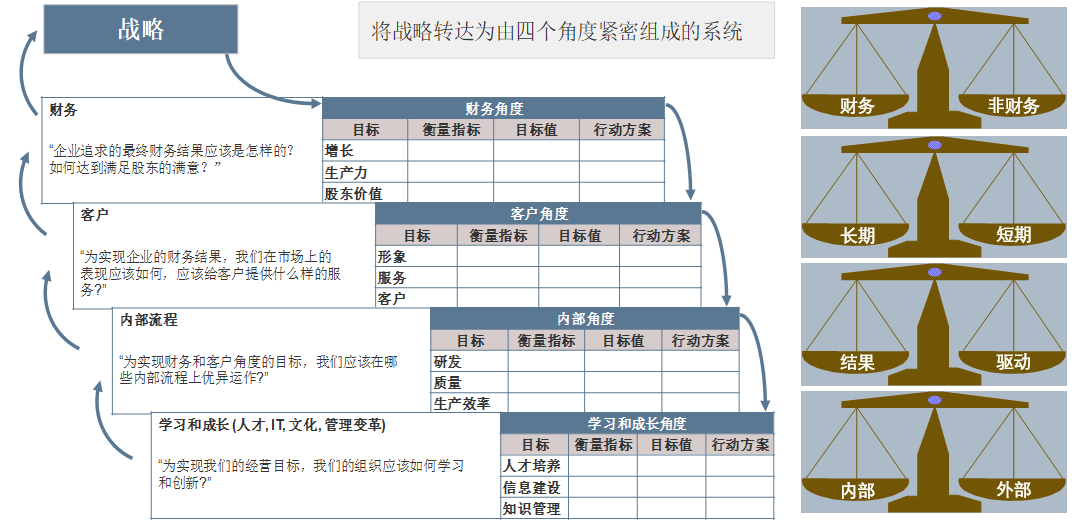 战略
将战略转达为由四个角度紧密组成的系统
财务
“企业追求的最终财务结果应该是怎样的?
如何达到满足股东的满意？”
财务角度
目标 衡量指标 目标值 行动方案
增长
生产力
股东价值
客户
“为实现企业的财务结果，我们在市场上的
表现应该如何，应该给客户提供什么样的服
务?”
客户角度
目标 衡量指标 目标值 行动方案
形象
服务
客户
内部流程
“为实现财务和客户角度的目标，我们应该在哪
些内部流程上优异运作?”
内部角度
目标 衡量指标 目标值 行动方案
研发
质量
生产效率
学习和成长 (人才, IT, 文化, 管理变革)
“为实现我们的经营目标，我们的组织应该如何学习
和创新?”
学习和成长角度
目标 衡量指标 目标值 行动方案
人才培养
信息建设
知识管理
财务 非财务
长期 短期
结果 驱动
内部 外部